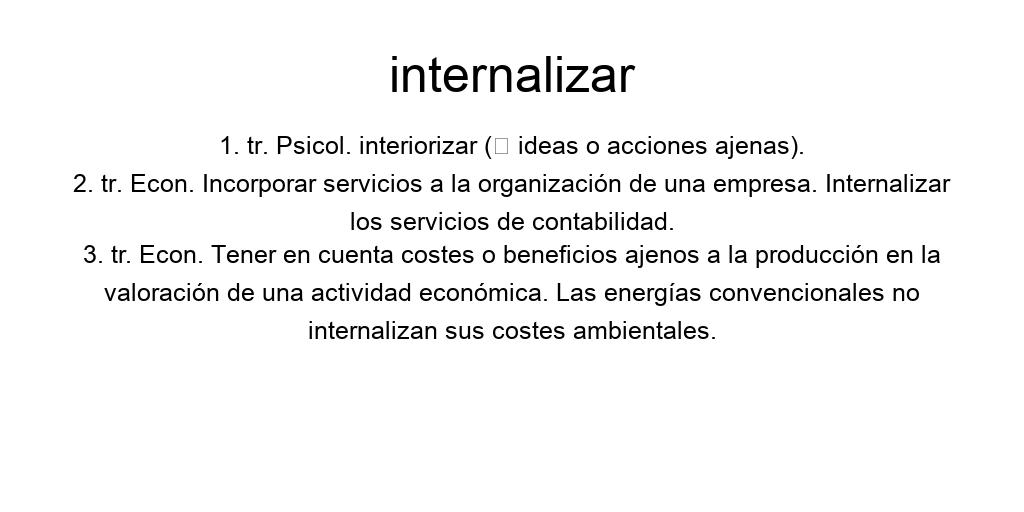 internalizar
1. tr. Psicol. interiorizar (□ ideas o acciones ajenas).
2. tr. Econ. Incorporar servicios a la organización de una empresa. Internalizar
los servicios de contabilidad.
3. tr. Econ. Tener en cuenta costes o beneficios ajenos a la producción en la
valoración de una actividad económica. Las energías convencionales no
internalizan sus costes ambientales.